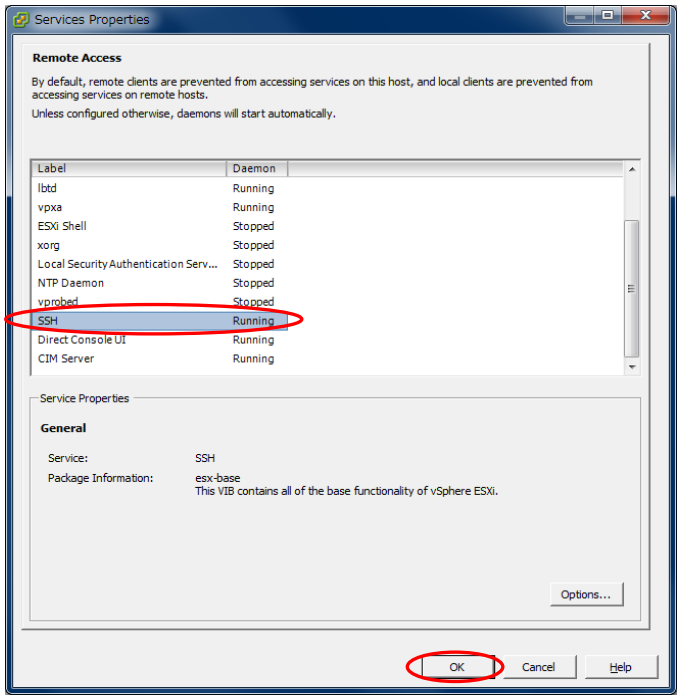 Services Properties
Remote Access
By default, remote clients are prevented from accessing services on this host, and local clients are prevented from
accessing services on remote hosts.
Unless configured otherwise, daemons will start automatically.
Label Daemon
lbtd Running
vpxa Running
ESXi Shell Stopped
xorg Stopped
Local Security Authentication Serv... Stopped
NTP Daemon Stopped
vprobed Stopped
SSH Running
Direct Console UI Running
CIM Server Running
Service Properties
General
Service: SSH
Package Information: esx-base
This VIB contains all of the base functionality of vSphere ESXi.
Options...
OK Cancel Help